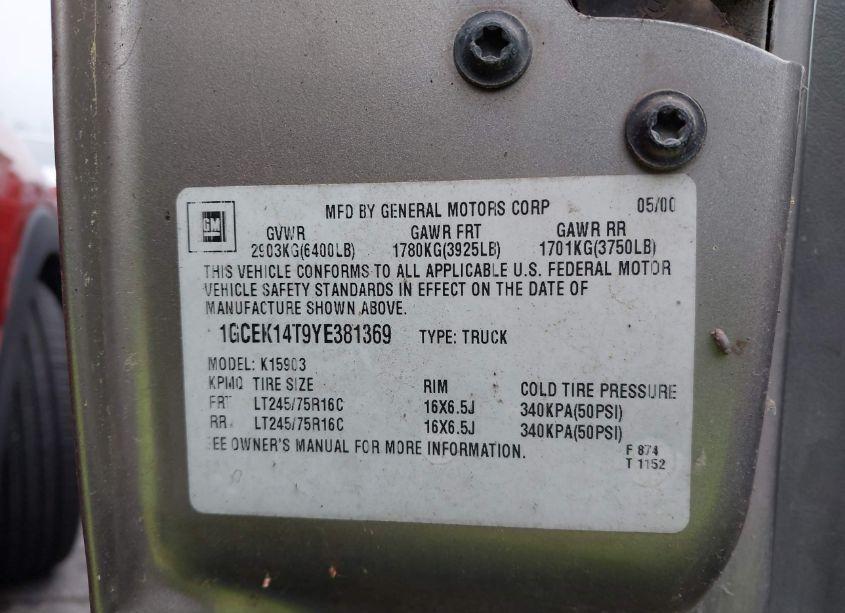 GM
MFD BY GENERAL MOTORS CORP 05/00
GVWR GAWR FRT GAWR RR
2903KG(6400LB) 1780KG(3925LB) 1701KG(3750LB)
THIS VEHICLE CONFORMS TO ALL APPLICABLE U.S. FEDERAL MOTOR
VEHICLE SAFETY STANDARDS IN EFFECT ON THE DATE OF
MANUFACTURE SHOWN ABOVE.
1GCEK14T9YE381369 TYPE: TRUCK
MODEL: K15903
KPMQ TIRE SIZE RIM COLD TIRE PRESSURE
FRT LT245/75R16C 16X6.5J 340KPA(50PSI)
RR LT245/75R16C 16X6.5J 340KPA(50PSI)
SEE OWNER'S MANUAL FOR MORE INFORMATION.
F 874
T 1152